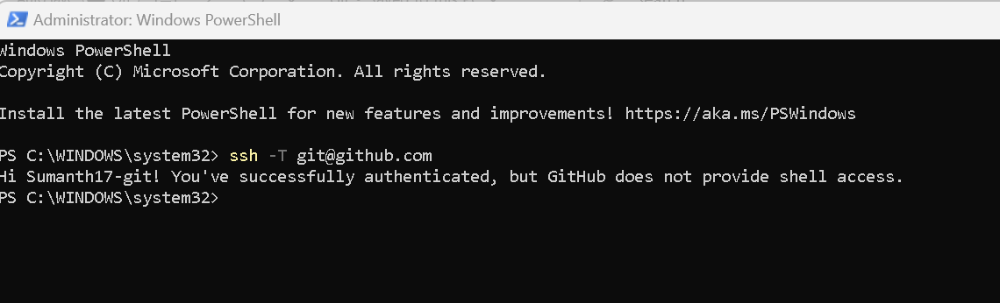 Administrator: Windows PowerShell
Windows PowerShell
Copyright (C) Microsoft Corporation. All rights reserved.
Install the latest PowerShell for new features and improvements! https://aka.ms/PSWindows
PS C:\WINDOWS\system32> ssh -T git@github.com
Hi Sumanth17-git! You've successfully authenticated, but GitHub does not provide shell access.
PS C:\WINDOWS\system32>